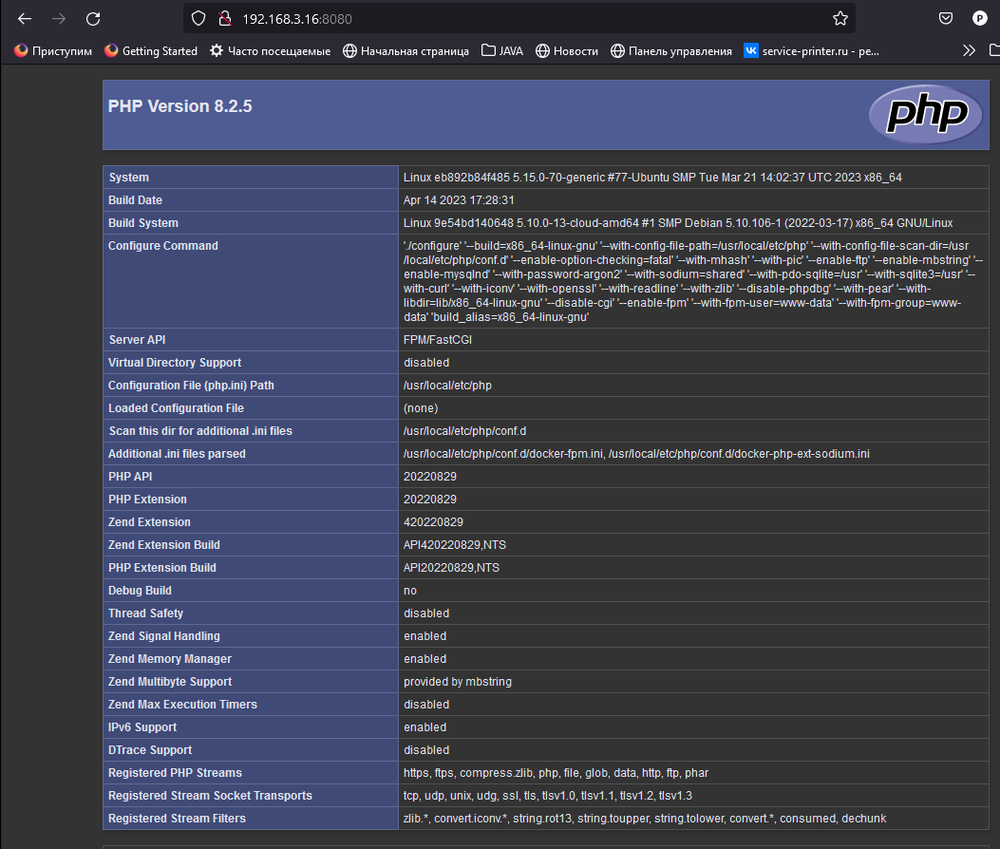 192.168.3.16:8080
P
Приступим Getting Started Часто посещаемые Начальная страница JAVA Новости Панель управления service-printer.ru - ре...
PHP Version 8.2.5
php
System Linux eb892b84f485 5.15.0-70-generic #77-Ubuntu SMP Tue Mar 21 14:02:37 UTC 2023 x86_64
Build Date Apr 14 2023 17:28:31
Build System Linux 9e54bd140648 5.10.0-13-cloud-amd64 #1 SMP Debian 5.10.106-1 (2022-03-17) x86_64 GNU/Linux
Configure Command './configure' '--build=x86_64-linux-gnu' '--with-config-file-path=/usr/local/etc/php' '--with-config-file-scan-dir=/usr
/local/etc/php/conf.d' '--enable-option-checking=fatal' '--with-mhash' '--with-pic' '--enable-ftp' '--enable-mbstring' '--
enable-mysqlnd' '--with-password-argon2' '--with-sodium=shared' '--with-pdo-sqlite=/usr' '--with-sqlite3=/usr' '--
with-curl' '--with-iconv' '--with-openssl' '--with-readline' '--with-zlib' '--disable-phpdbg' '--with-pear' '--with-
libdir=lib/x86_64-linux-gnu' '--disable-cgi' '--enable-fpm' '--with-fpm-user=www-data' '--with-fpm-group=www-
data' 'build_alias=x86_64-linux-gnu'
Server API FPM/FastCGI
Virtual Directory Support disabled
Configuration File (php.ini) Path /usr/local/etc/php
Loaded Configuration File (none)
Scan this dir for additional .ini files /usr/local/etc/php/conf.d
Additional .ini files parsed /usr/local/etc/php/conf.d/docker-fpm.ini, /usr/local/etc/php/conf.d/docker-php-ext-sodium.ini
PHP API 20220829
PHP Extension 20220829
Zend Extension 420220829
Zend Extension Build API420220829,NTS
PHP Extension Build API20220829,NTS
Debug Build no
Thread Safety disabled
Zend Signal Handling enabled
Zend Memory Manager enabled
Zend Multibyte Support provided by mbstring
Zend Max Execution Timers disabled
IPv6 Support enabled
DTrace Support disabled
Registered PHP Streams https, ftps, compress.zlib, php, file, glob, data, http, ftp, phar
Registered Stream Socket Transports tcp, udp, unix, udg, ssl, tls, tlsv1.0, tlsv1.1, tlsv1.2, tlsv1.3
Registered Stream Filters zlib.*, convert.iconv.*, string.rot13, string.toupper, string.tolower, convert.*, consumed, dechunk